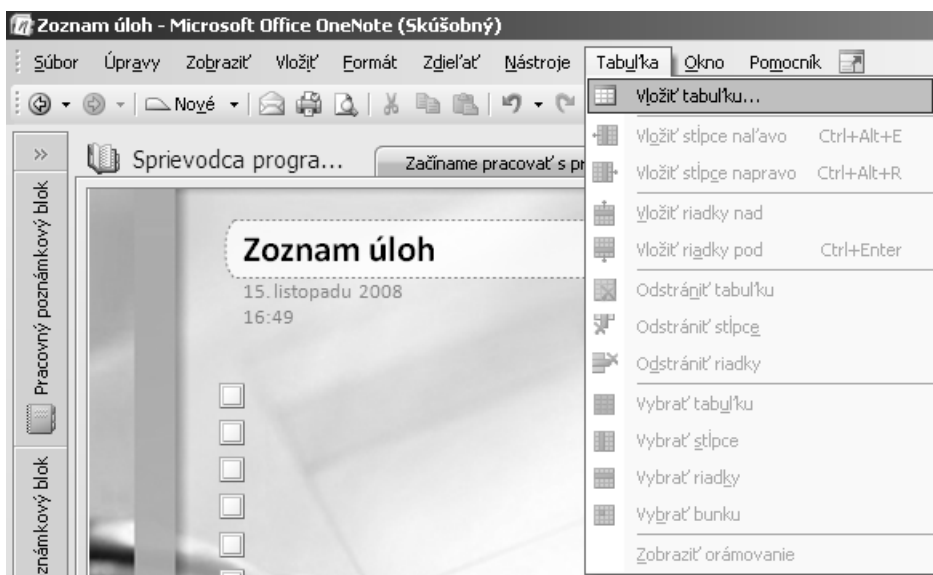 Zoznam úloh - Microsoft Office OneNote (Skúšobný)
Súbor Úpravy Zobraziť Vložiť Formát Zdieľať Nástroje Tabuľka Okno Pomocník
Nové
Vložiť tabuľku...
Vložiť stĺpce naľavo Ctrl+Alt+E
Vložiť stĺpce napravo Ctrl+Alt+R
Vložiť riadky nad
Vložiť riadky pod Ctrl+Enter
Odstrániť tabuľku
Odstrániť stĺpce
Odstrániť riadky
Vybrať tabuľku
Vybrať stĺpce
Vybrať riadky
Vybrať bunku
Zobraziť orámovanie
Sprievodca progra... Začíname pracovať s pr
Zoznam úloh
15. listopadu 2008
16:49
Pracovný poznámkový blok
známkový blok